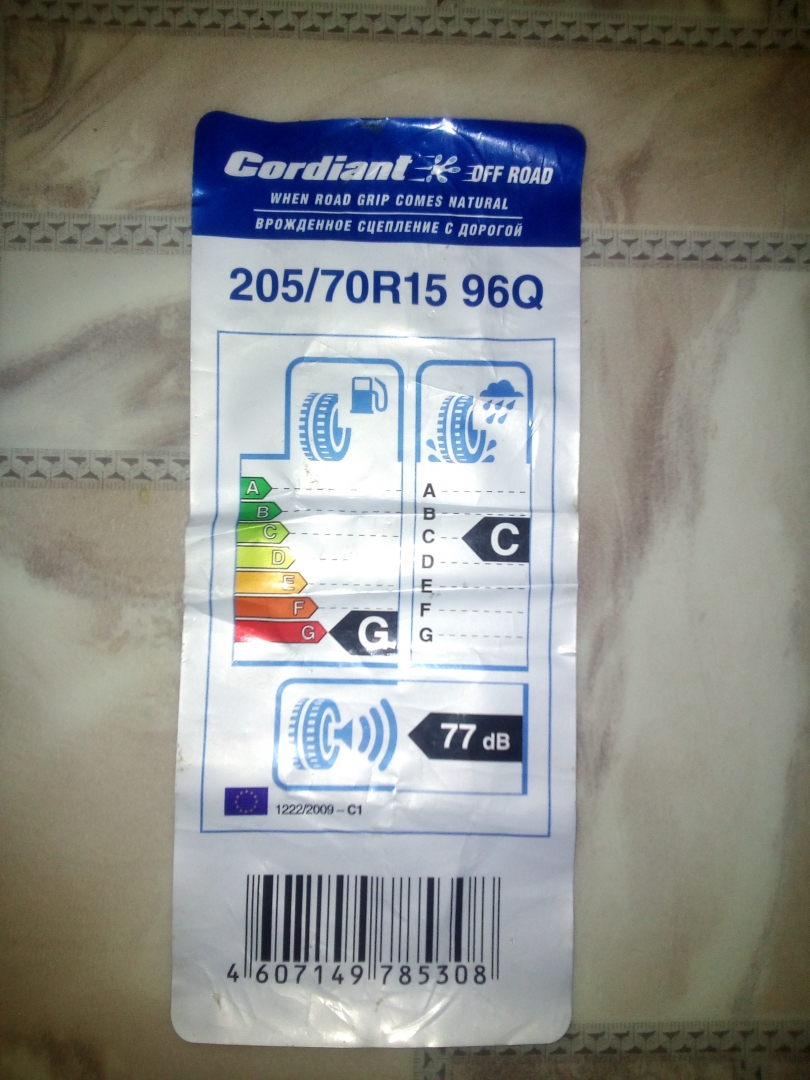 Cordiant OFF ROAD
WHEN ROAD GRIP COMES NATURAL
ВРОЖДЕННОЕ СЦЕПЛЕНИЕ С ДОРОГОЙ
205/70R15 96Q
A
B
C
D
E
F
G
G
A
B
C
D
E
F
G
C
77 dB
1222/2009 – C1
4 607149 785308